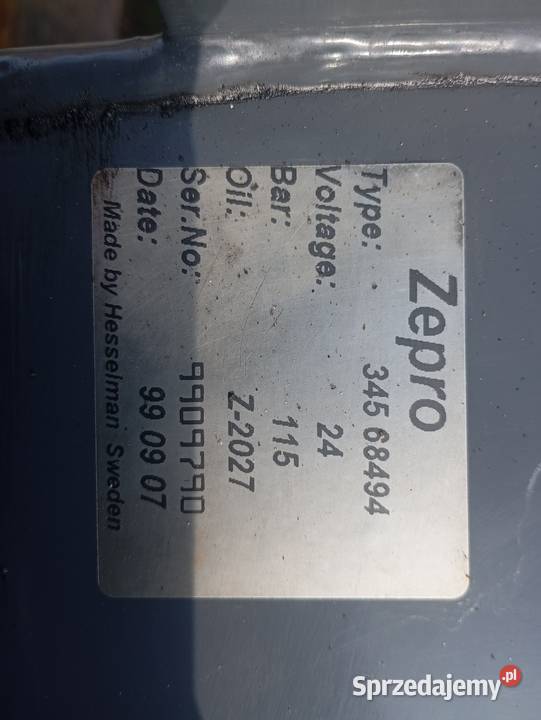 Zepro
Type: 345 68494
Voltage: 24
Bar: 115
Oil: Z-2027
Ser.No: 9909790
Date: 99 09 07
Made by Hesselman Sweden
Sprzedajemy.pl